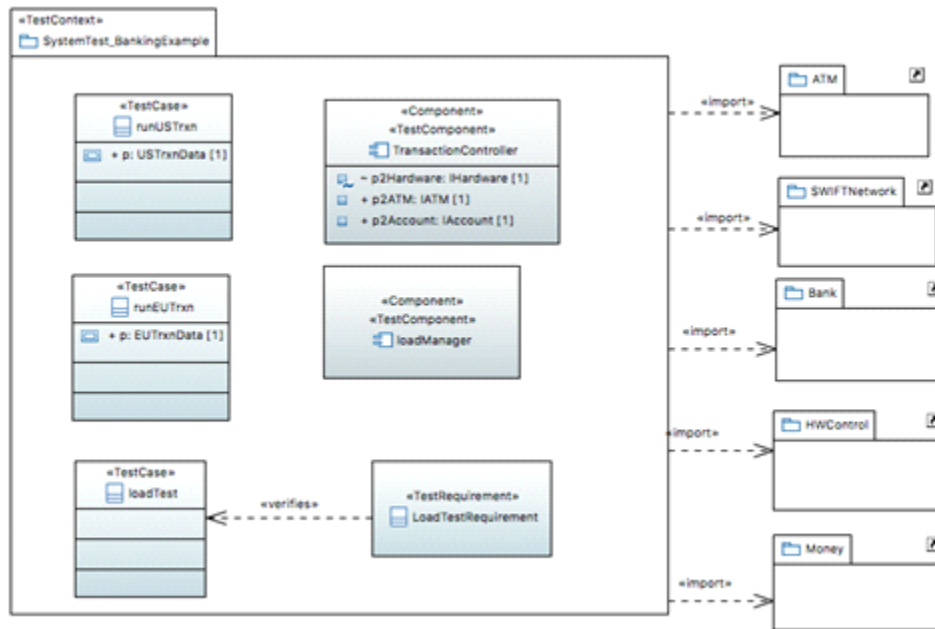 «TestContext»
SystemTest_BankingExample
«TestCase»
runUSTrxn
+ p: USTrxnData [1]
«Component»
«TestComponent»
TransactionController
~ p2Hardware: IHardware [1]
+ p2ATM: IATM [1]
+ p2Account: IAccount [1]
«TestCase»
runEUTrxn
+ p: EUTrxnData [1]
«Component»
«TestComponent»
loadManager
«TestCase»
loadTest
«verifies»
«TestRequirement»
LoadTestRequirement
«import»
ATM
«import»
SWIFTNetwork
«import»
Bank
«import»
HWControl
«import»
Money